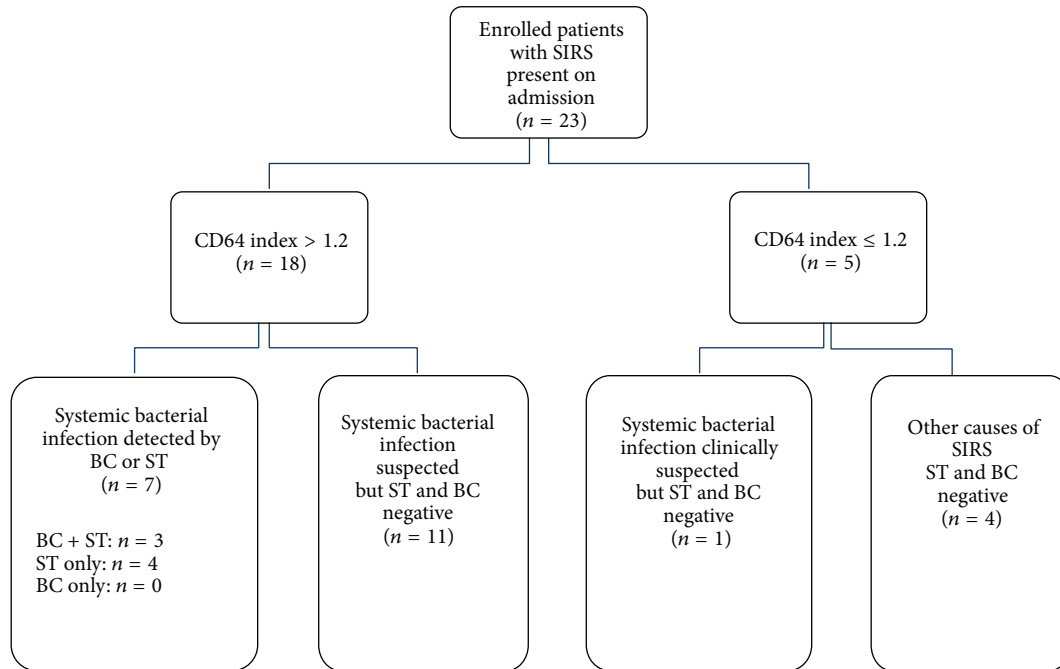 Enrolled patients
with SIRS
present on
admission
(n = 23)
CD64 index > 1.2
(n = 18)
CD64 index ≤ 1.2
(n = 5)
Systemic bacterial
infection detected by
BC or ST
(n = 7)
BC + ST: n = 3
ST only: n = 4
BC only: n = 0
Systemic bacterial
infection
suspected
but ST and BC
negative
(n = 11)
Systemic bacterial
infection clinically
suspected
but ST and BC
negative
(n = 1)
Other causes of
SIRS
ST and BC
negative
(n = 4)